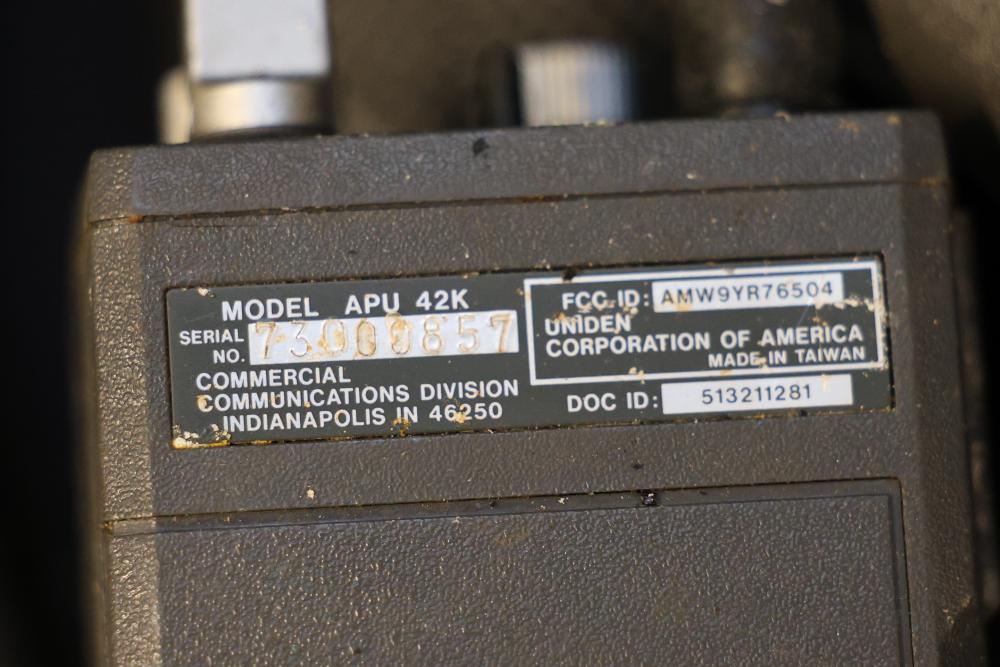 MODEL APU 42K
SERIAL NO. 73000857
COMMERCIAL
COMMUNICATIONS DIVISION
INDIANAPOLIS IN 46250
FCC ID: AMW9YR76504
UNIDEN
CORPORATION OF AMERICA
MADE IN TAIWAN
DOC ID: 513211281